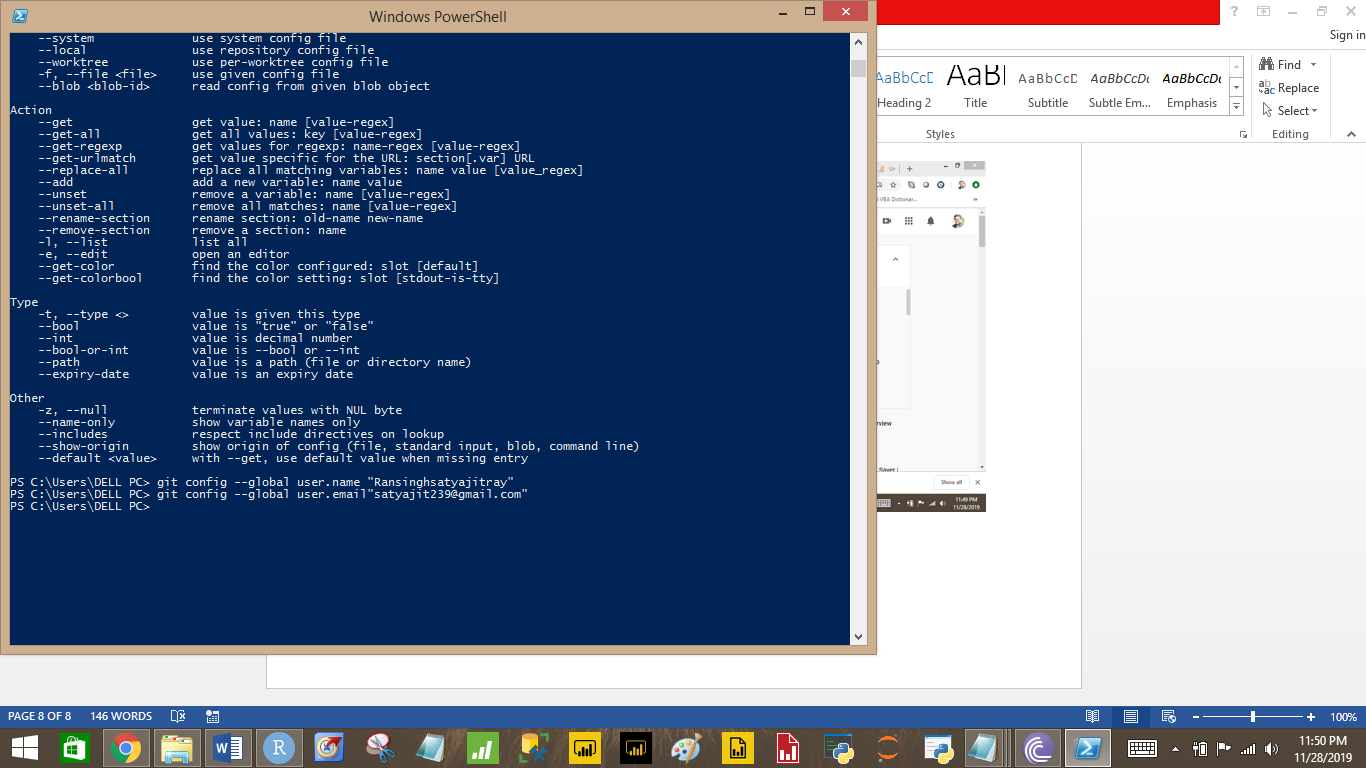 Windows PowerShell
--system use system config file
--local use repository config file
--worktree use per-worktree config file
-f, --file <file> use given config file
--blob <blob-id> read config from given blob object
Action
--get get value: name [value-regex]
--get-all get all values: key [value-regex]
--get-regexp get values for regexp: name-regex [value-regex]
--get-urlmatch get value specific for the URL: section[.var] URL
--replace-all replace all matching variables: name value [value_regex]
--add add a new variable: name value
--unset remove a variable: name [value-regex]
--unset-all remove all matches: name [value-regex]
--rename-section rename section: old-name new-name
--remove-section remove a section: name
-l, --list list all
-e, --edit open an editor
--get-color find the color configured: slot [default]
--get-colorbool find the color setting: slot [stdout-is-tty]
Type
-t, --type <> value is given this type
--bool value is "true" or "false"
--int value is decimal number
--bool-or-int value is --bool or --int
--path value is a path (file or directory name)
--expiry-date value is an expiry date
Other
-z, --null terminate values with NUL byte
--name-only show variable names only
--includes respect include directives on lookup
--show-origin show origin of config (file, standard input, blob, command line)
--default <value> with --get, use default value when missing entry
PS C:\Users\DELL PC> git config --global user.name "Ransinghsatyajitray"
PS C:\Users\DELL PC> git config --global user.email"satyajit239@gmail.com"
PS C:\Users\DELL PC>
?
Sign in
AaBbCcD AaB AaBbCcD AaBbCcDc AaBbCcDc
Heading 2 Title Subtitle Subtle Em... Emphasis
Styles
Find
Replace
Select
Editing
VBA Dictionar...
rview
Saver |
Show all
11:49 PM
11/28/2019
PAGE 8 OF 8 146 WORDS
100%
11:50 PM
11/28/2019